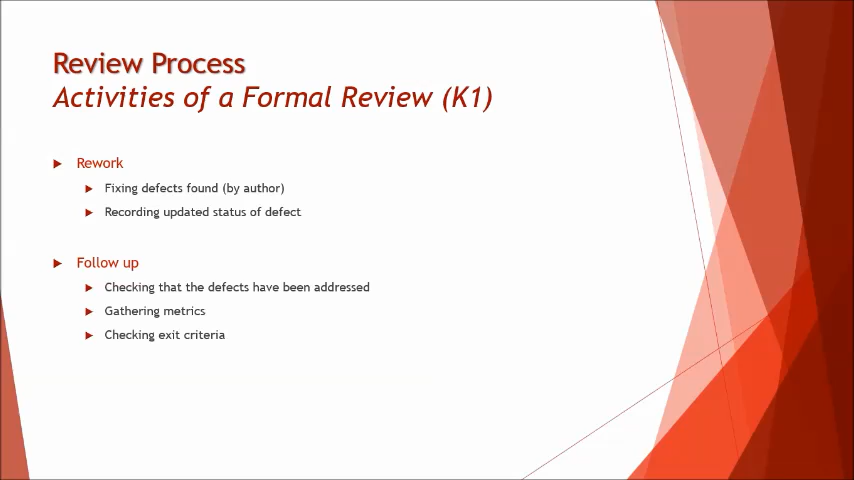 Review Process
Activities of a Formal Review (K1)
Rework
Fixing defects found (by author)
Recording updated status of defect
Follow up
Checking that the defects have been addressed
Gathering metrics
Checking exit criteria